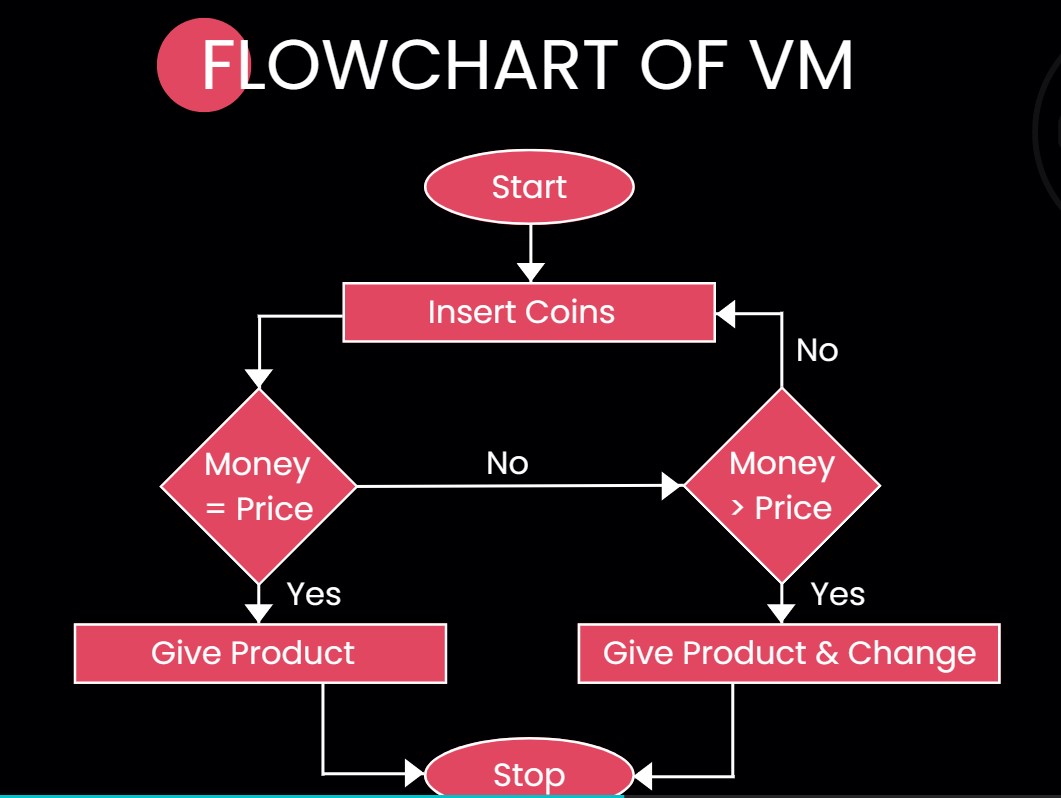 FLOWCHART OF VM
Start
Insert Coins
No
Money
= Price
No
Money
> Price
Yes
Yes
Give Product
Give Product & Change
Stop